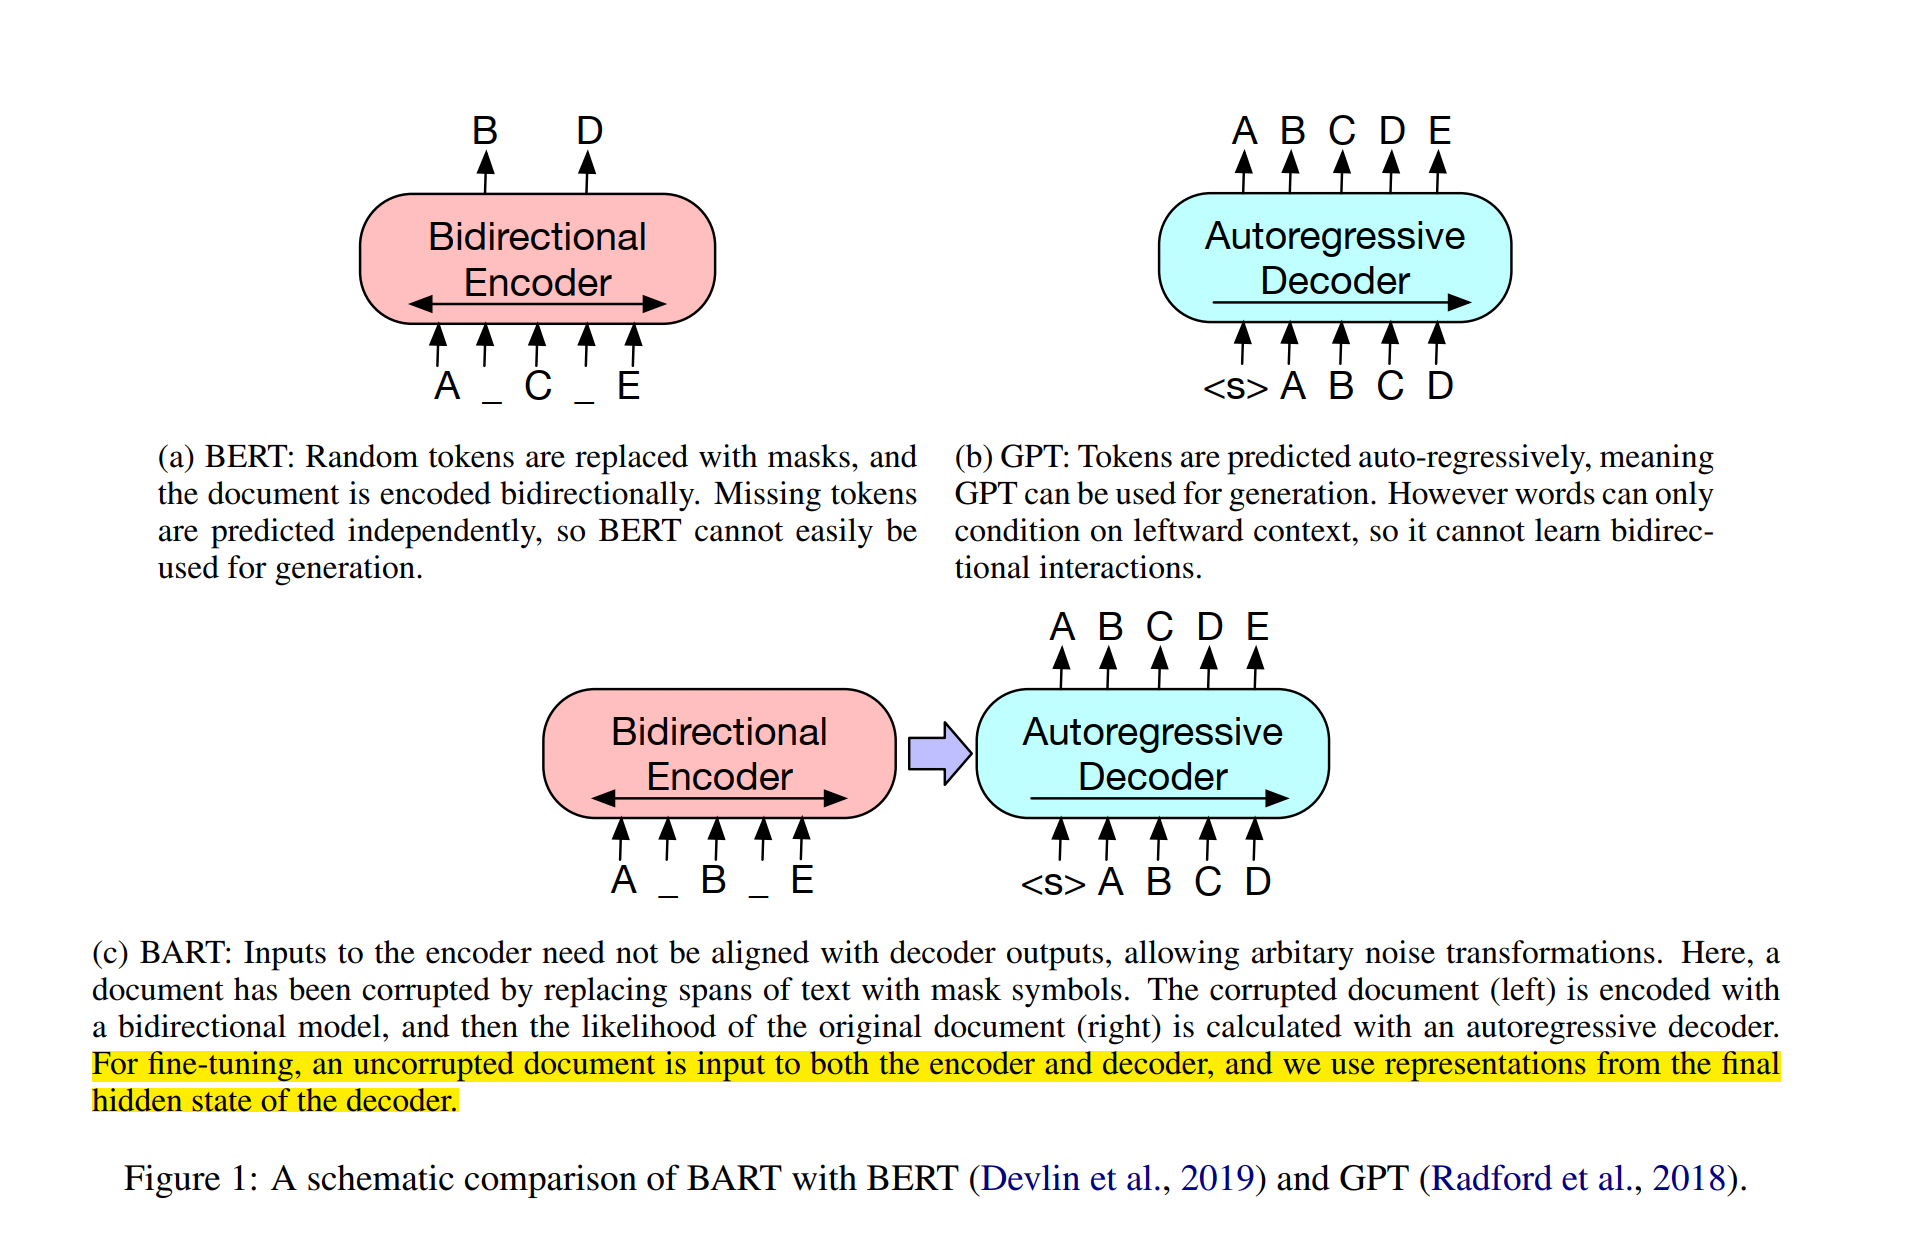 B D
Bidirectional
Encoder
A _ C _ E
(a) BERT: Random tokens are replaced with masks, and
the document is encoded bidirectionally. Missing tokens
are predicted independently, so BERT cannot easily be
used for generation.
A B C D E
Autoregressive
Decoder
<s> A B C D
(b) GPT: Tokens are predicted auto-regressively, meaning
GPT can be used for generation. However words can only
condition on leftward context, so it cannot learn bidirec-
tional interactions.
Bidirectional
Encoder
A _ B _ E
A B C D E
Autoregressive
Decoder
<s> A B C D
(c) BART: Inputs to the encoder need not be aligned with decoder outputs, allowing arbitary noise transformations. Here, a
document has been corrupted by replacing spans of text with mask symbols. The corrupted document (left) is encoded with
a bidirectional model, and then the likelihood of the original document (right) is calculated with an autoregressive decoder.
For fine-tuning, an uncorrupted document is input to both the encoder and decoder, and we use representations from the final
hidden state of the decoder.
Figure 1: A schematic comparison of BART with BERT (Devlin et al., 2019) and GPT (Radford et al., 2018).